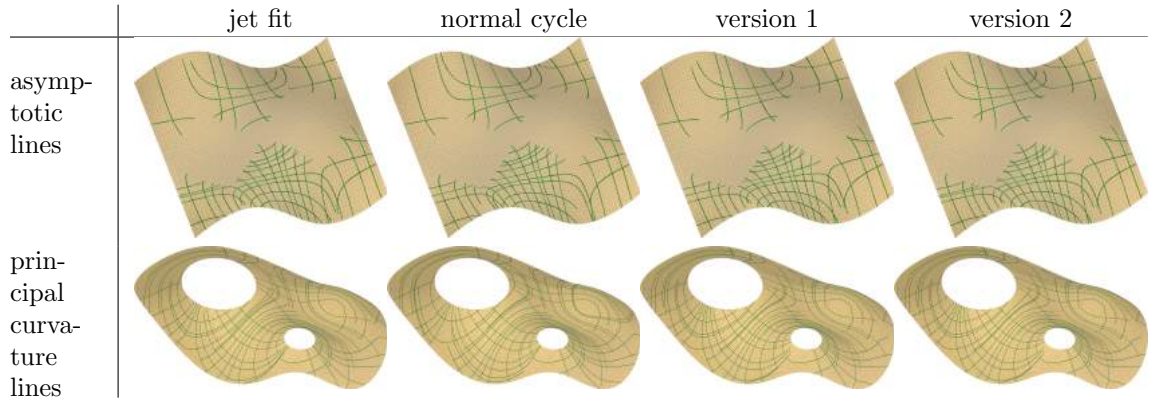 jet fit normal cycle version 1 version 2
asymp-
totic
lines
prin-
cipal
curva-
ture
lines